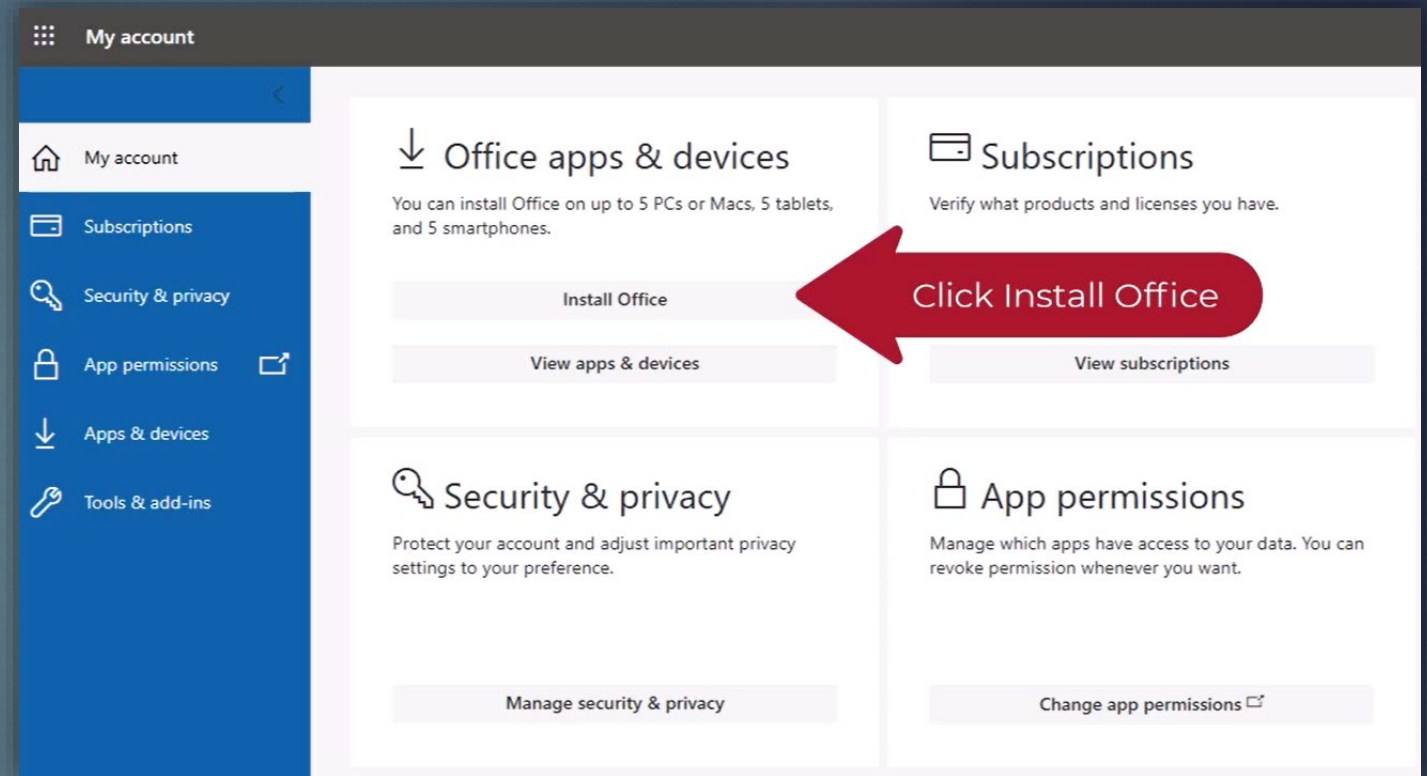 My account
My account
Subscriptions
Security & privacy
App permissions
Apps & devices
Tools & add-ins
Office apps & devices
You can install Office on up to 5 PCs or Macs, 5 tablets,
and 5 smartphones.
Install Office
View apps & devices
Subscriptions
Verify what products and licenses you have.
Click Install Office
View subscriptions
Security & privacy
Protect your account and adjust important privacy
settings to your preference.
Manage security & privacy
App permissions
Manage which apps have access to your data. You can
revoke permission whenever you want.
Change app permissions